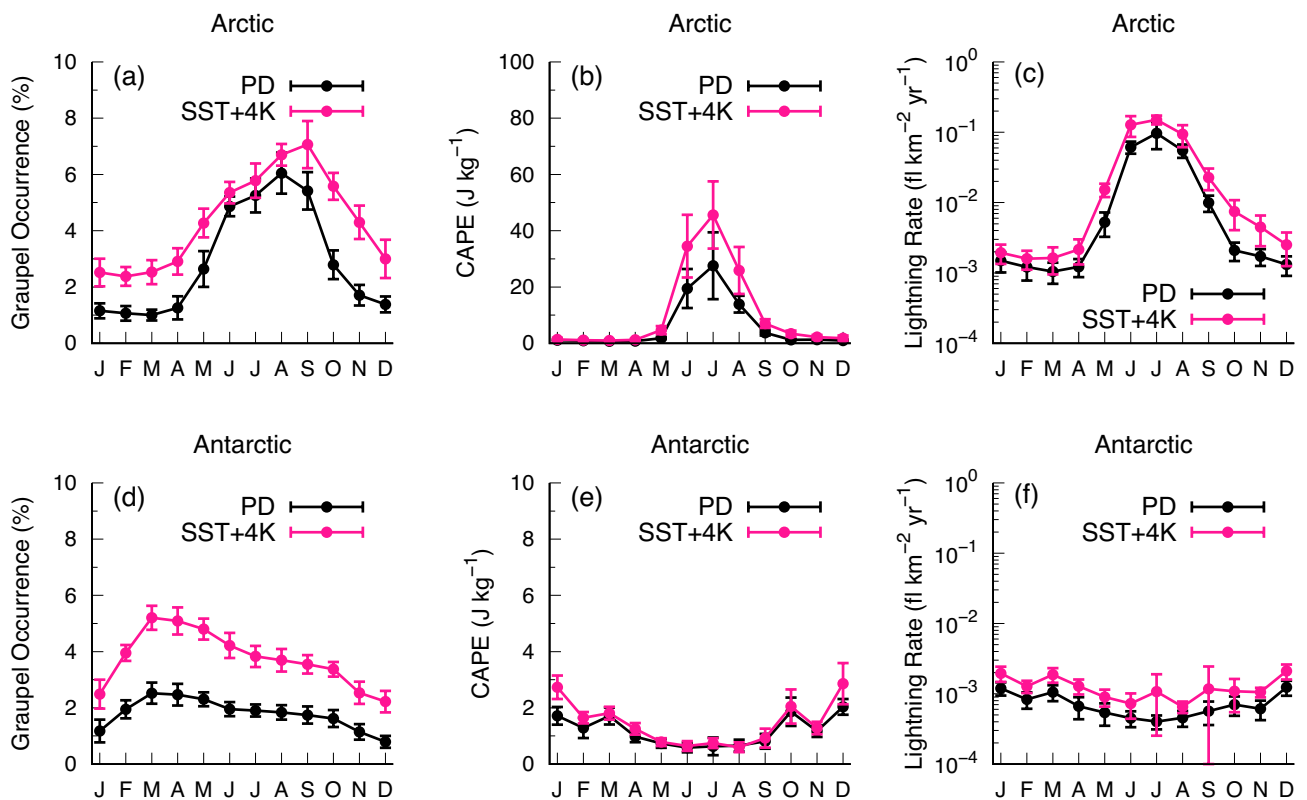 Arctic
(a)
PD
SST+4K
Graupel Occurrence (%)
10
8
6
4
2
0
J F M A M J J A S O N D
Arctic
(b)
PD
SST+4K
CAPE (J kg⁻¹)
100
80
60
40
20
0
J F M A M J J A S O N D
Arctic
(c)
PD
SST+4K
Lightning Rate (fl km⁻² yr⁻¹)
10⁰
10⁻¹
10⁻²
10⁻³
10⁻⁴
J F M A M J J A S O N D
Antarctic
(d)
PD
SST+4K
Graupel Occurrence (%)
10
8
6
4
2
0
J F M A M J J A S O N D
Antarctic
(e)
PD
SST+4K
CAPE (J kg⁻¹)
10
8
6
4
2
0
J F M A M J J A S O N D
Antarctic
(f)
PD
SST+4K
Lightning Rate (fl km⁻² yr⁻¹)
10⁰
10⁻¹
10⁻²
10⁻³
10⁻⁴
J F M A M J J A S O N D